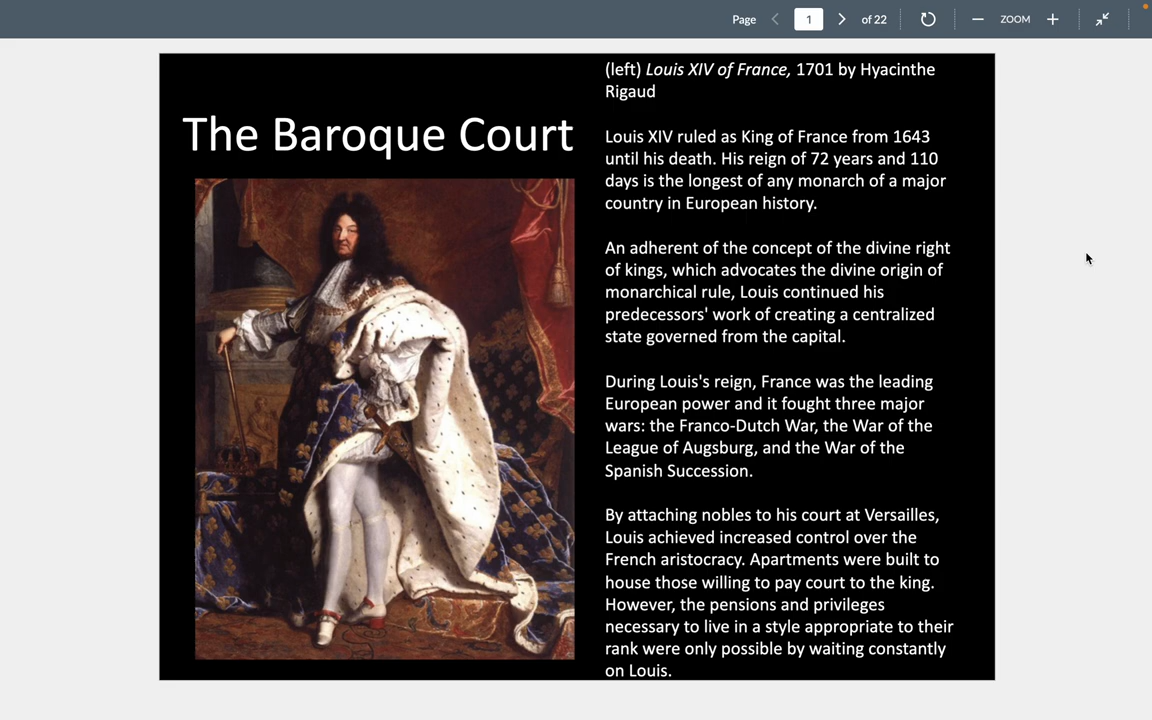 Page 1 of 22 ZOOM
The Baroque Court
(left) Louis XIV of France, 1701 by Hyacinthe
Rigaud
Louis XIV ruled as King of France from 1643
until his death. His reign of 72 years and 110
days is the longest of any monarch of a major
country in European history.
An adherent of the concept of the divine right
of kings, which advocates the divine origin of
monarchical rule, Louis continued his
predecessors' work of creating a centralized
state governed from the capital.
During Louis's reign, France was the leading
European power and it fought three major
wars: the Franco-Dutch War, the War of the
League of Augsburg, and the War of the
Spanish Succession.
By attaching nobles to his court at Versailles,
Louis achieved increased control over the
French aristocracy. Apartments were built to
house those willing to pay court to the king.
However, the pensions and privileges
necessary to live in a style appropriate to their
rank were only possible by waiting constantly
on Louis.